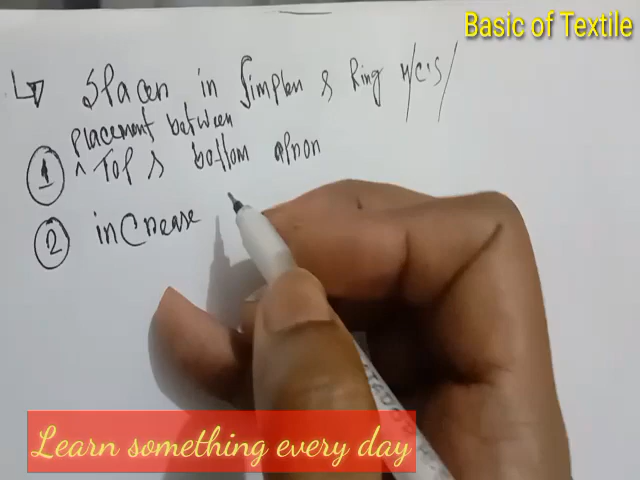 Basic of Textile
Spacer in Simplex & Ring M/C'S
placement between
① ^ Top & bottom apron
② increase
Learn something every day